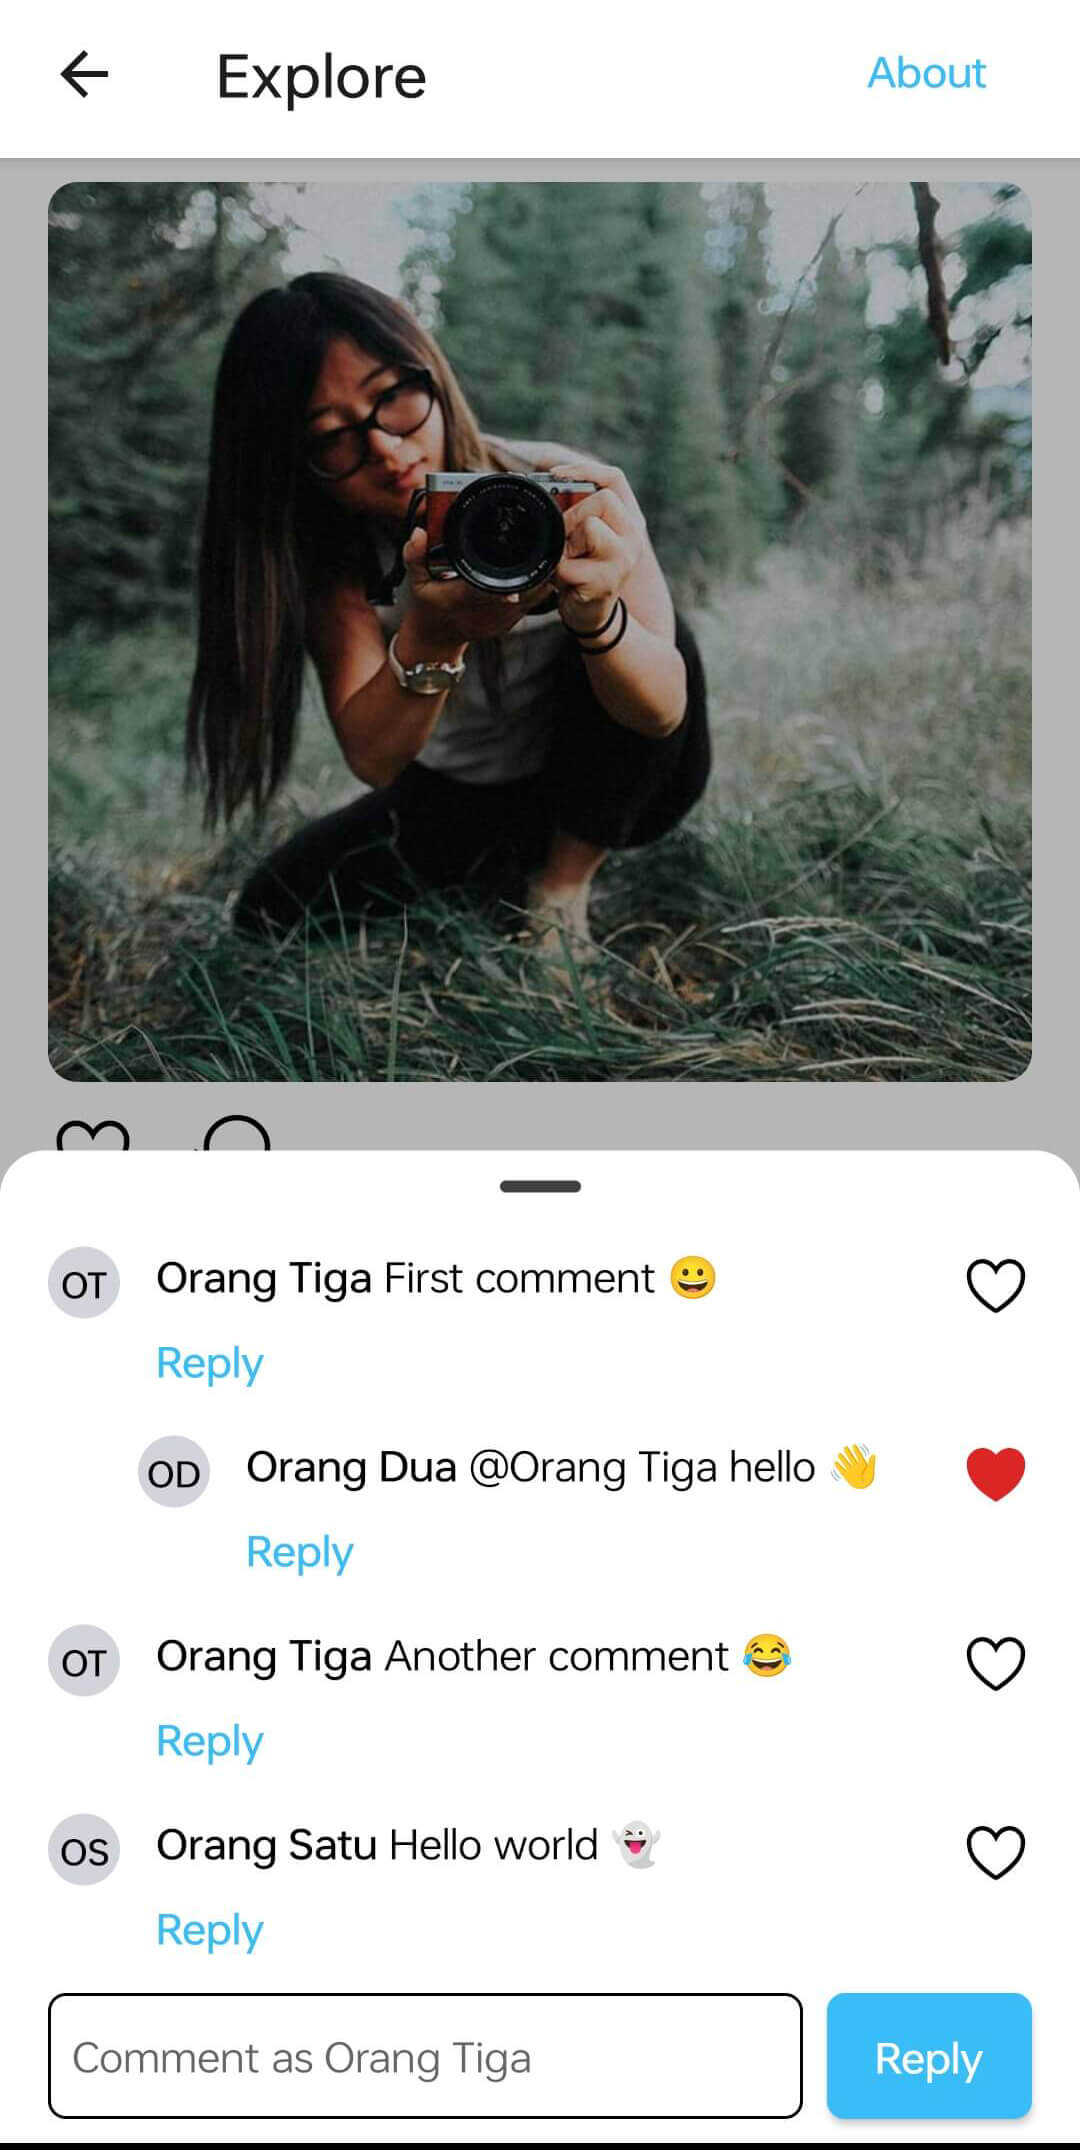 Explore
About
OT
Orang Tiga First comment 😀
Reply
OD
Orang Dua @Orang Tiga hello 👋
Reply
OT
Orang Tiga Another comment 😂
Reply
OS
Orang Satu Hello world 👻
Reply
Comment as Orang Tiga
Reply